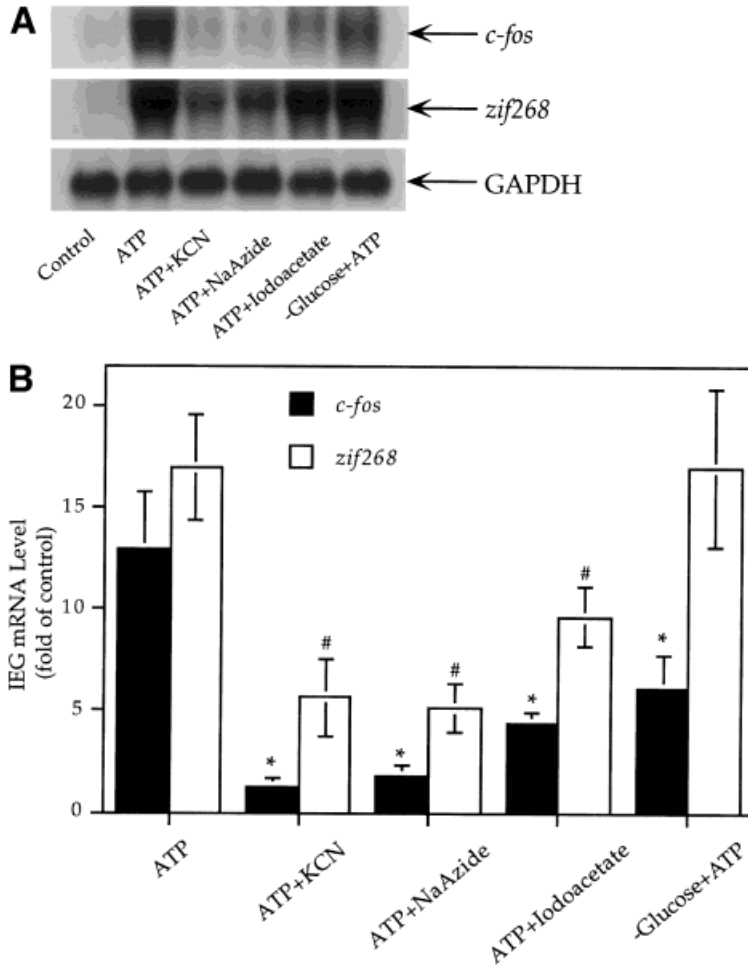 A
c-fos
zif268
GAPDH
Control
ATP
ATP+KCN
ATP+NaAzide
ATP+Iodoacetate
-Glucose+ATP
B
IEG mRNA Level
(fold of control)
20
15
10
5
0
c-fos
zif268
*
#
*
#
*
#
*
ATP
ATP+KCN
ATP+NaAzide
ATP+Iodoacetate
-Glucose+ATP